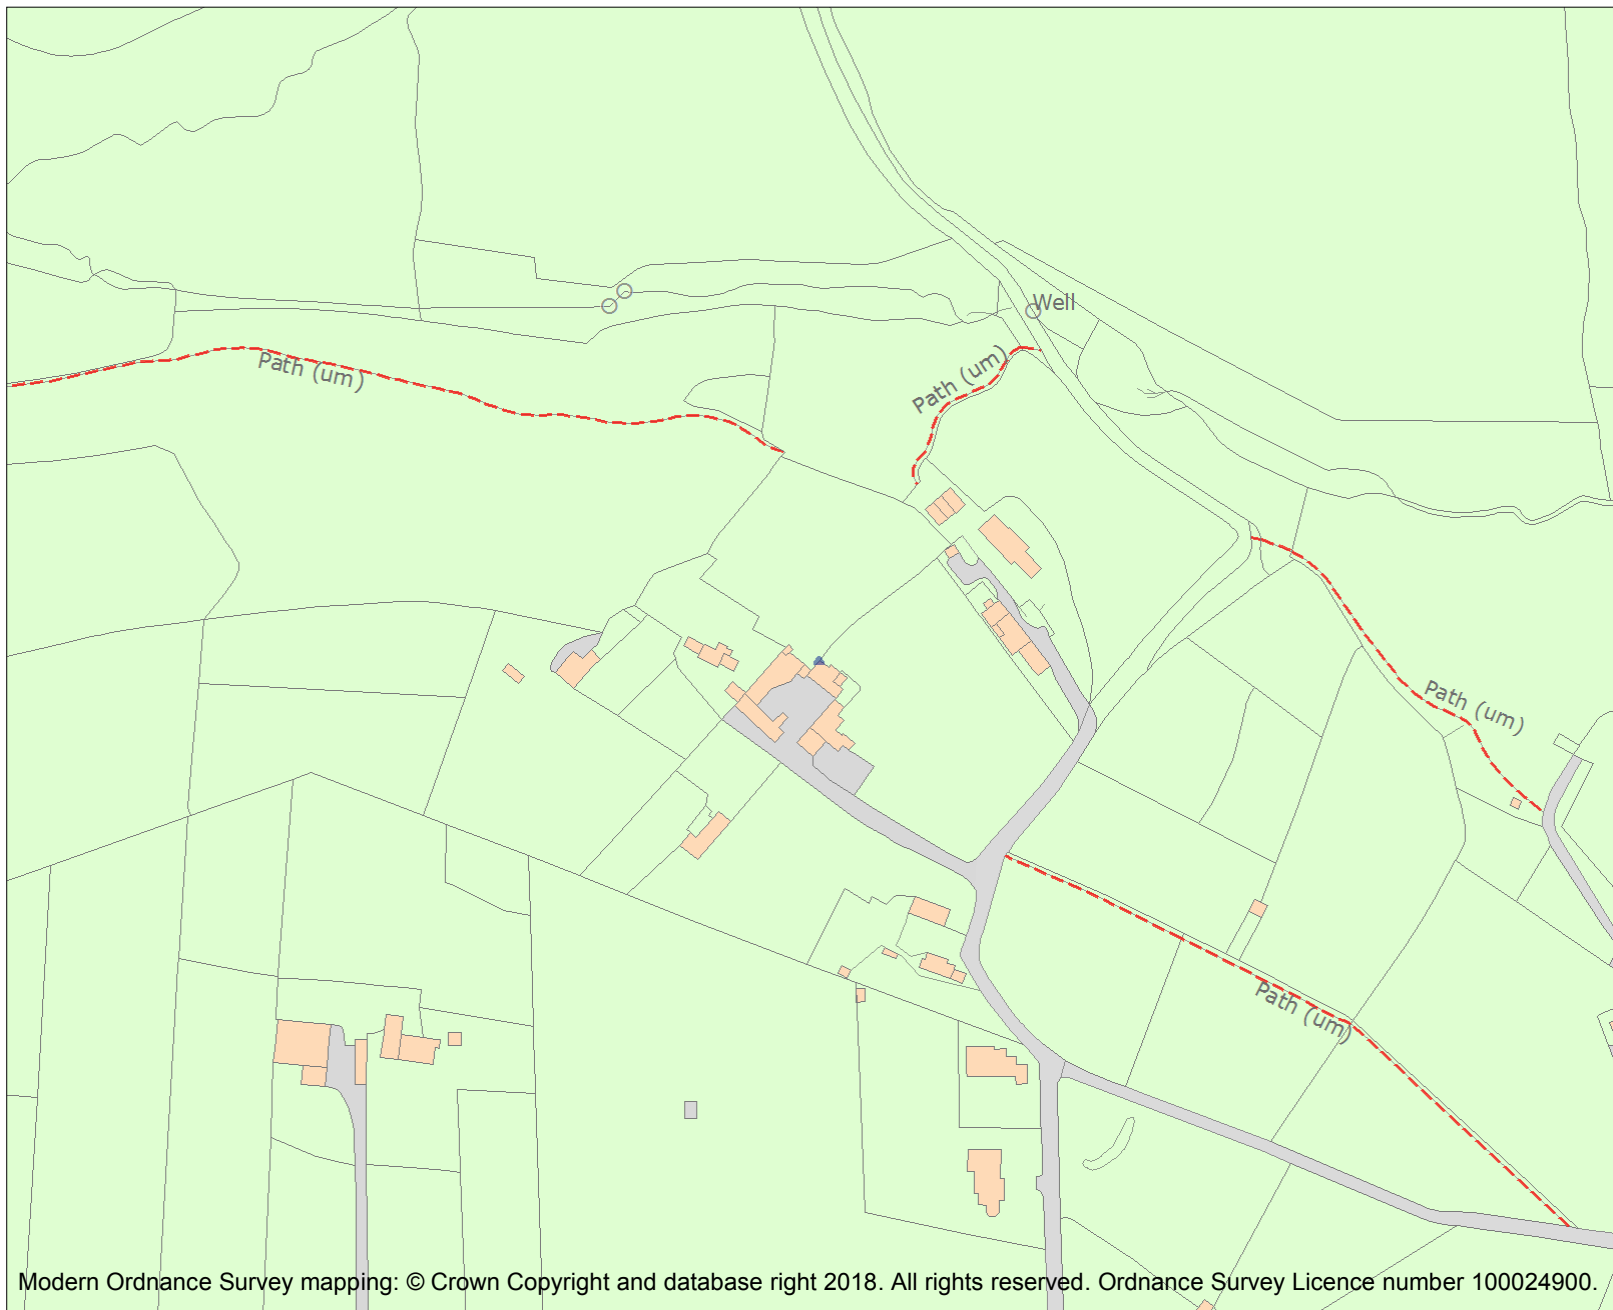 Well
Path (um)
Path (um)
Path (um)
Path (um)
Modern Ordnance Survey mapping: © Crown Copyright and database right 2018. All rights reserved. Ordnance Survey Licence number 100024900.